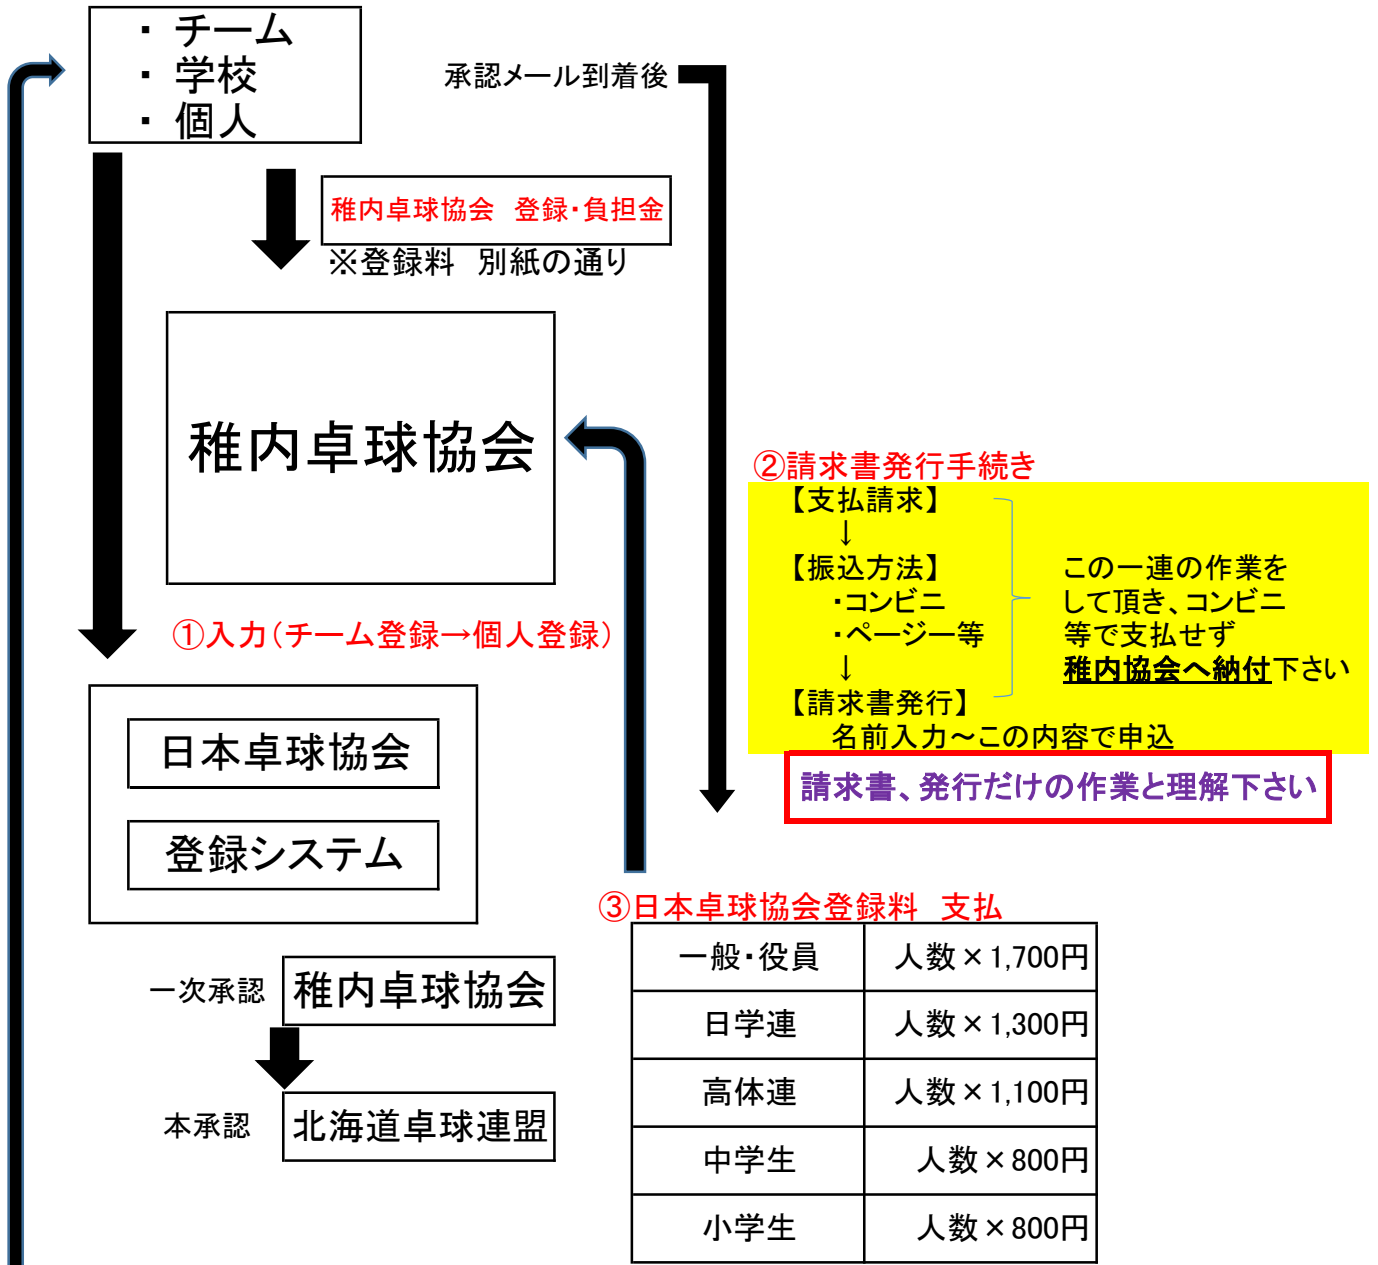 ・ チーム
・ 学校
・ 個人
承認メール到着後
稚内卓球協会　登録・負担金
※登録料　別紙の通り
稚内卓球協会
①入力（チーム登録→個人登録）
日本卓球協会
登録システム
一次承認
稚内卓球協会
本承認
北海道卓球連盟
②請求書発行手続き
【支払請求】
↓
【振込方法】
・コンビニ
・ページー等
↓
【請求書発行】
名前入力～この内容で申込
この一連の作業を
して頂き、コンビニ
等で支払せず
稚内協会へ納付下さい
請求書、発行だけの作業と理解下さい
③日本卓球協会登録料　支払
一般・役員　人数×1,700円
日学連　人数×1,300円
高体連　人数×1,100円
中学生　人数×800円
小学生　人数×800円